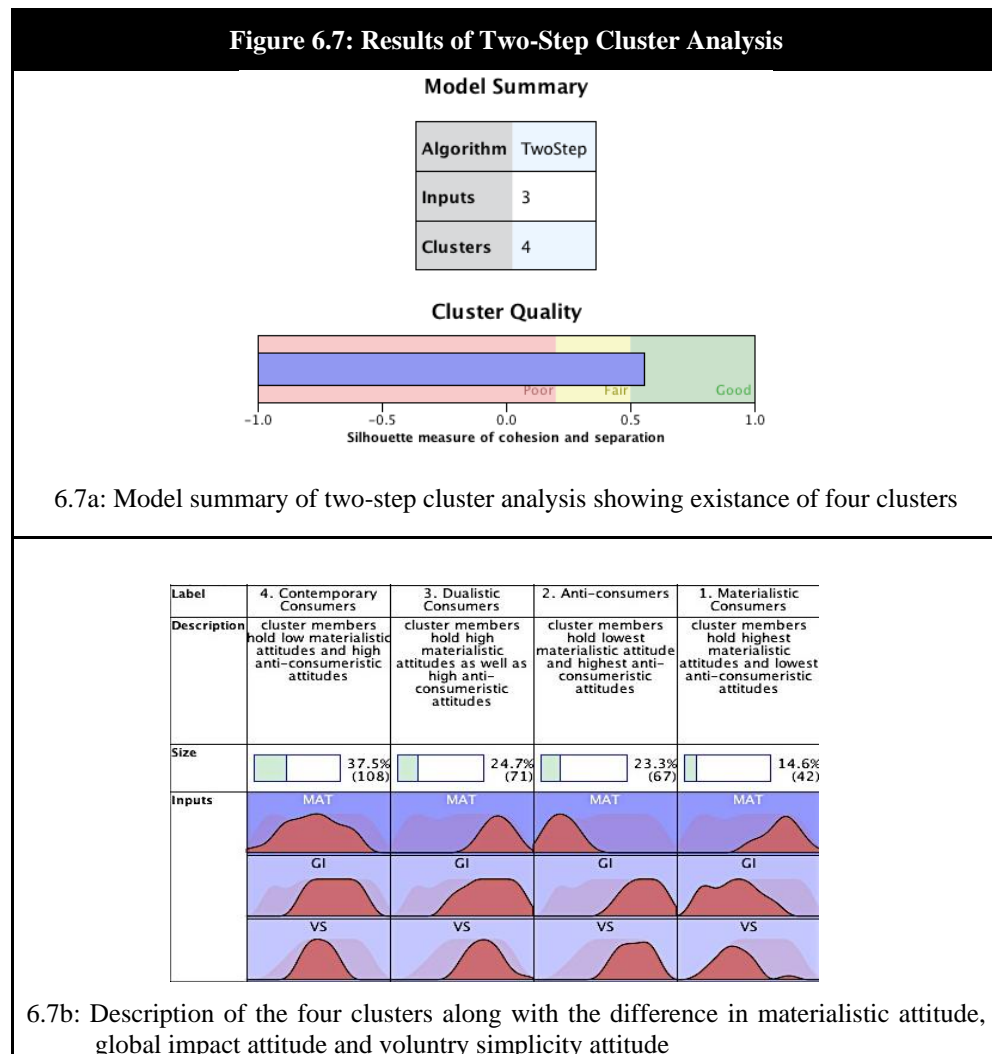 Figure 6.7: Results of Two-Step Cluster Analysis
Model Summary
Algorithm TwoStep
Inputs 3
Clusters 4
Cluster Quality
Poor Fair Good
-1.0 -0.5 0.0 0.5 1.0
Silhouette measure of cohesion and separation
6.7a: Model summary of two-step cluster analysis showing existance of four clusters
Label 4. Contemporary Consumers 3. Dualistic Consumers 2. Anti-consumers 1. Materialistic Consumers
Description cluster members hold low materialistic attitudes and high anti-consumeristic attitudes cluster members hold high materialistic attitudes as well as high anti-consumeristic attitudes cluster members hold lowest materialistic attitude and highest anti-consumeristic attitudes cluster members hold highest materialistic attitudes and lowest anti-consumeristic attitudes
Size 37.5% (108) 24.7% (71) 23.3% (67) 14.6% (42)
Inputs MAT MAT MAT MAT
GI GI GI GI
VS VS VS VS
6.7b: Description of the four clusters along with the difference in materialistic attitude,
global impact attitude and voluntry simplicity attitude